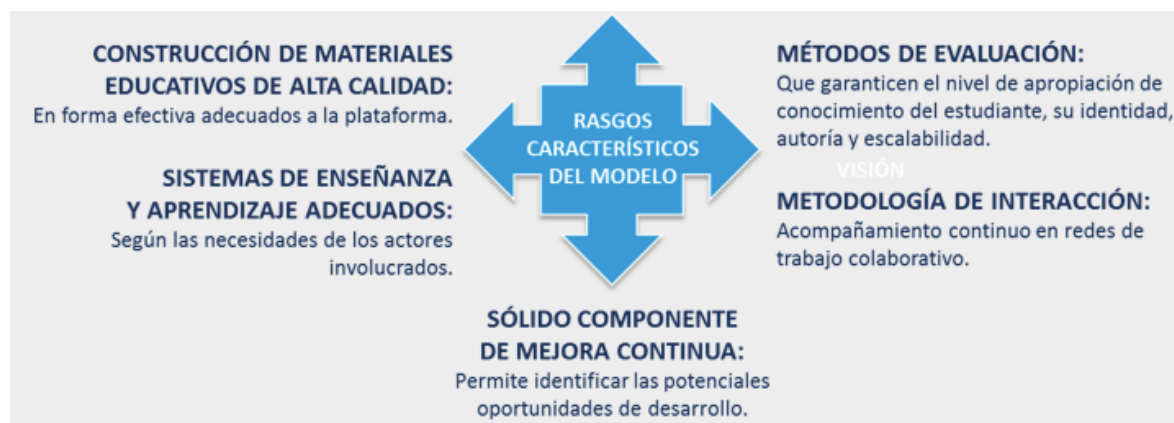 CONSTRUCCIÓN DE MATERIALES
EDUCATIVOS DE ALTA CALIDAD:
En forma efectiva adecuados a la plataforma.
SISTEMAS DE ENSEÑANZA
Y APRENDIZAJE ADECUADOS:
Según las necesidades de los actores
involucrados.
RASGOS
CARACTERÍSTICOS
DEL MODELO
MÉTODOS DE EVALUACIÓN:
Que garanticen el nivel de apropiación de
conocimiento del estudiante, su identidad,
autoría y escalabilidad.
VISIÓN
METODOLOGÍA DE INTERACCIÓN:
Acompañamiento continuo en redes de
trabajo colaborativo.
SÓLIDO COMPONENTE
DE MEJORA CONTINUA:
Permite identificar las potenciales
oportunidades de desarrollo.